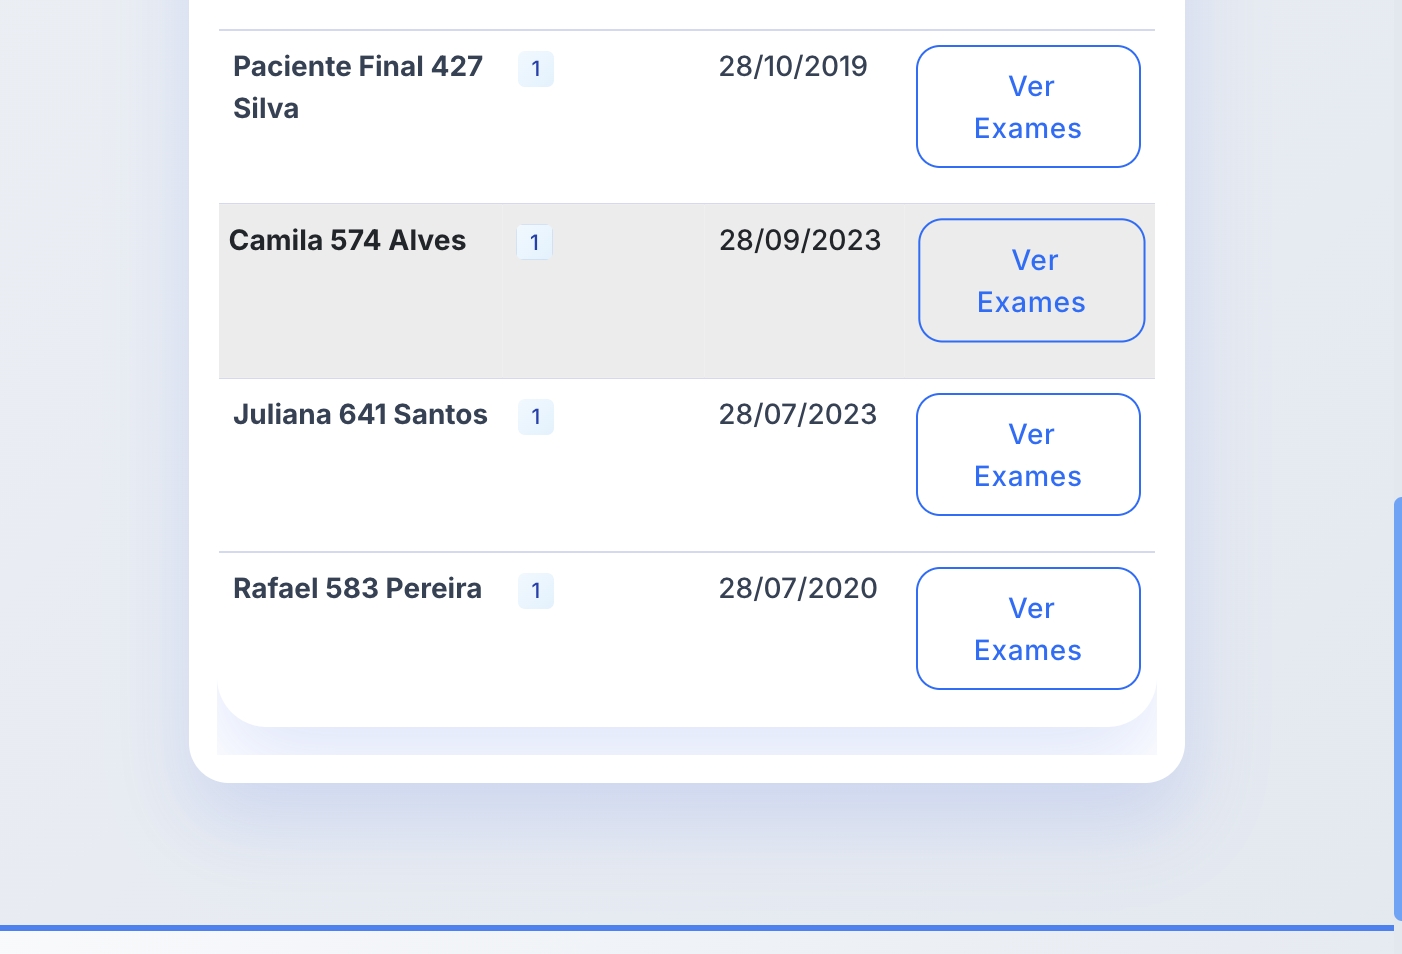 Paciente Final 427 1 28/10/2019 Ver
Silva Exames
Camila 574 Alves 1 28/09/2023 Ver
Exames
Juliana 641 Santos 1 28/07/2023 Ver
Exames
Rafael 583 Pereira 1 28/07/2020 Ver
Exames